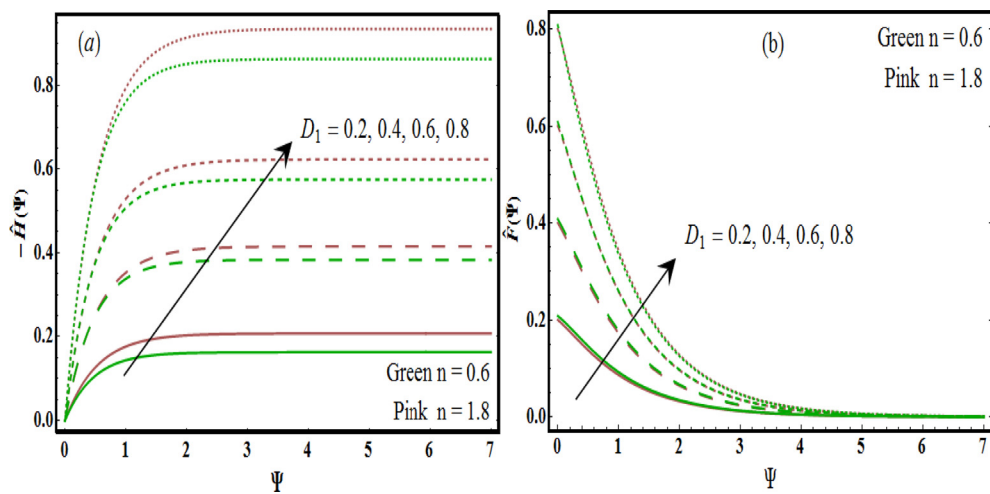 (a)
D₁ = 0.2, 0.4, 0.6, 0.8
Green n = 0.6
Pink n = 1.8
−Ĥ(Ψ)
0.8
0.6
0.4
0.2
0.0
0 1 2 3 4 5 6 7
Ψ
(b)
Green n = 0.6
Pink n = 1.8
D₁ = 0.2, 0.4, 0.6, 0.8
F̂(Ψ)
0.8
0.6
0.4
0.2
0.0
0 1 2 3 4 5 6 7
Ψ